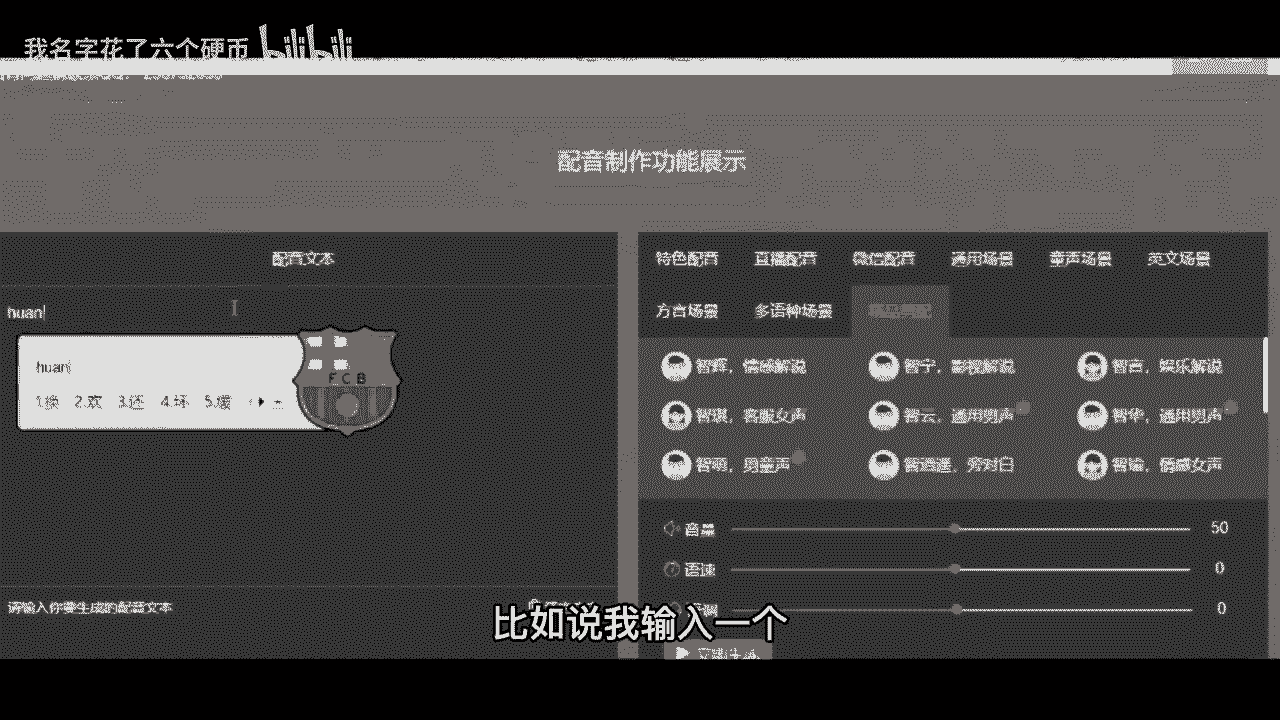 我名字花了六个硬币 bilibili
配音制作功能展示
配音文本
特色配音 直播配音 微信配音 通用场景 童声场景 英文场景
方言场景 多语种场景
huan
huan
1.换 2.欢 3.还 4.坏 5.缓
FCB
智辉，情感解说 智宁，影视解说 智言，娱乐解说
智琪，客服女声 智云，通用男声 智华，通用男声
智萌，男童声 智逍遥，旁对白 智瑜，情感女声
音量 50
语速 0
0
请输入你要生成的配音文本
比如说我输入一个